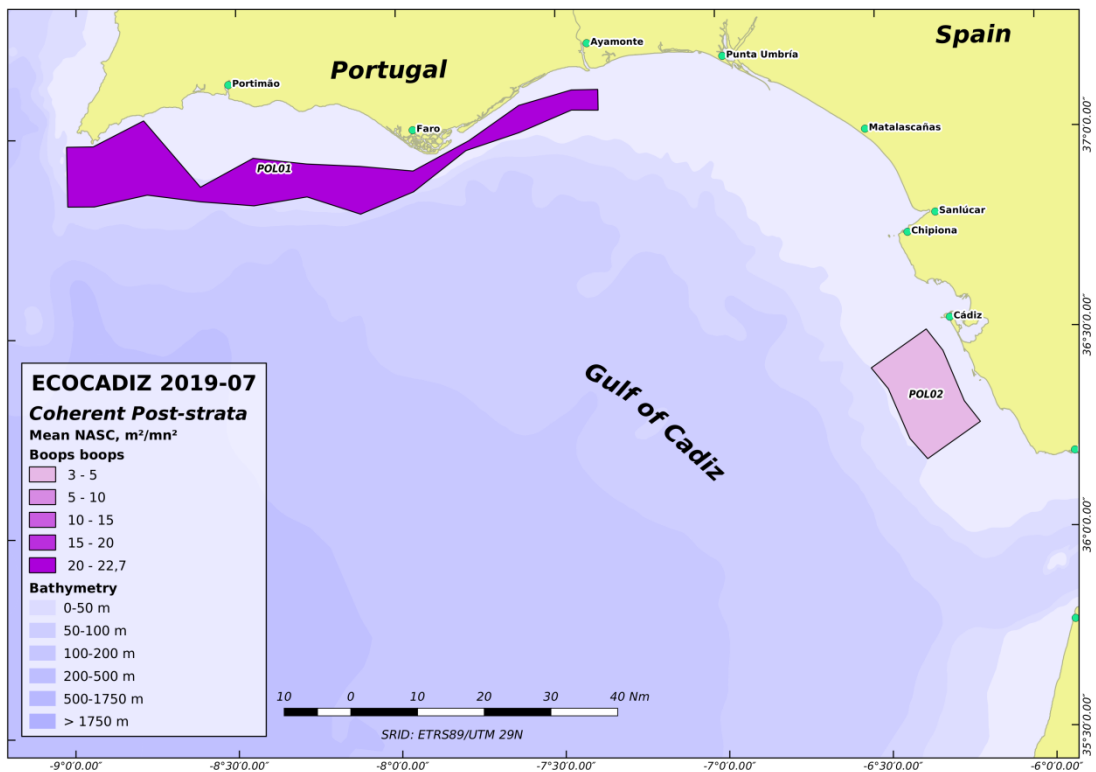 Spain
Portugal
Ayamonte
Punta Umbría
Portimão
Faro
Matalascañas
POL01
Sanlúcar
Chipiona
Cádiz
POL02
Gulf of Cadiz
ECOCADIZ 2019-07
Coherent Post-strata
Mean NASC, m²/mn²
Boops boops
3 - 5
5 - 10
10 - 15
15 - 20
20 - 22,7
Bathymetry
0-50 m
50-100 m
100-200 m
200-500 m
500-1750 m
> 1750 m
10 0 10 20 30 40 Nm
SRID: ETRS89/UTM 29N
37°0'0.00"
36°30'0.00"
36°0'0.00"
35°30'0.00"
-9°0'0.00" -8°30'0.00" -8°0'0.00" -7°30'0.00" -7°0'0.00" -6°30'0.00" -6°0'0.00"